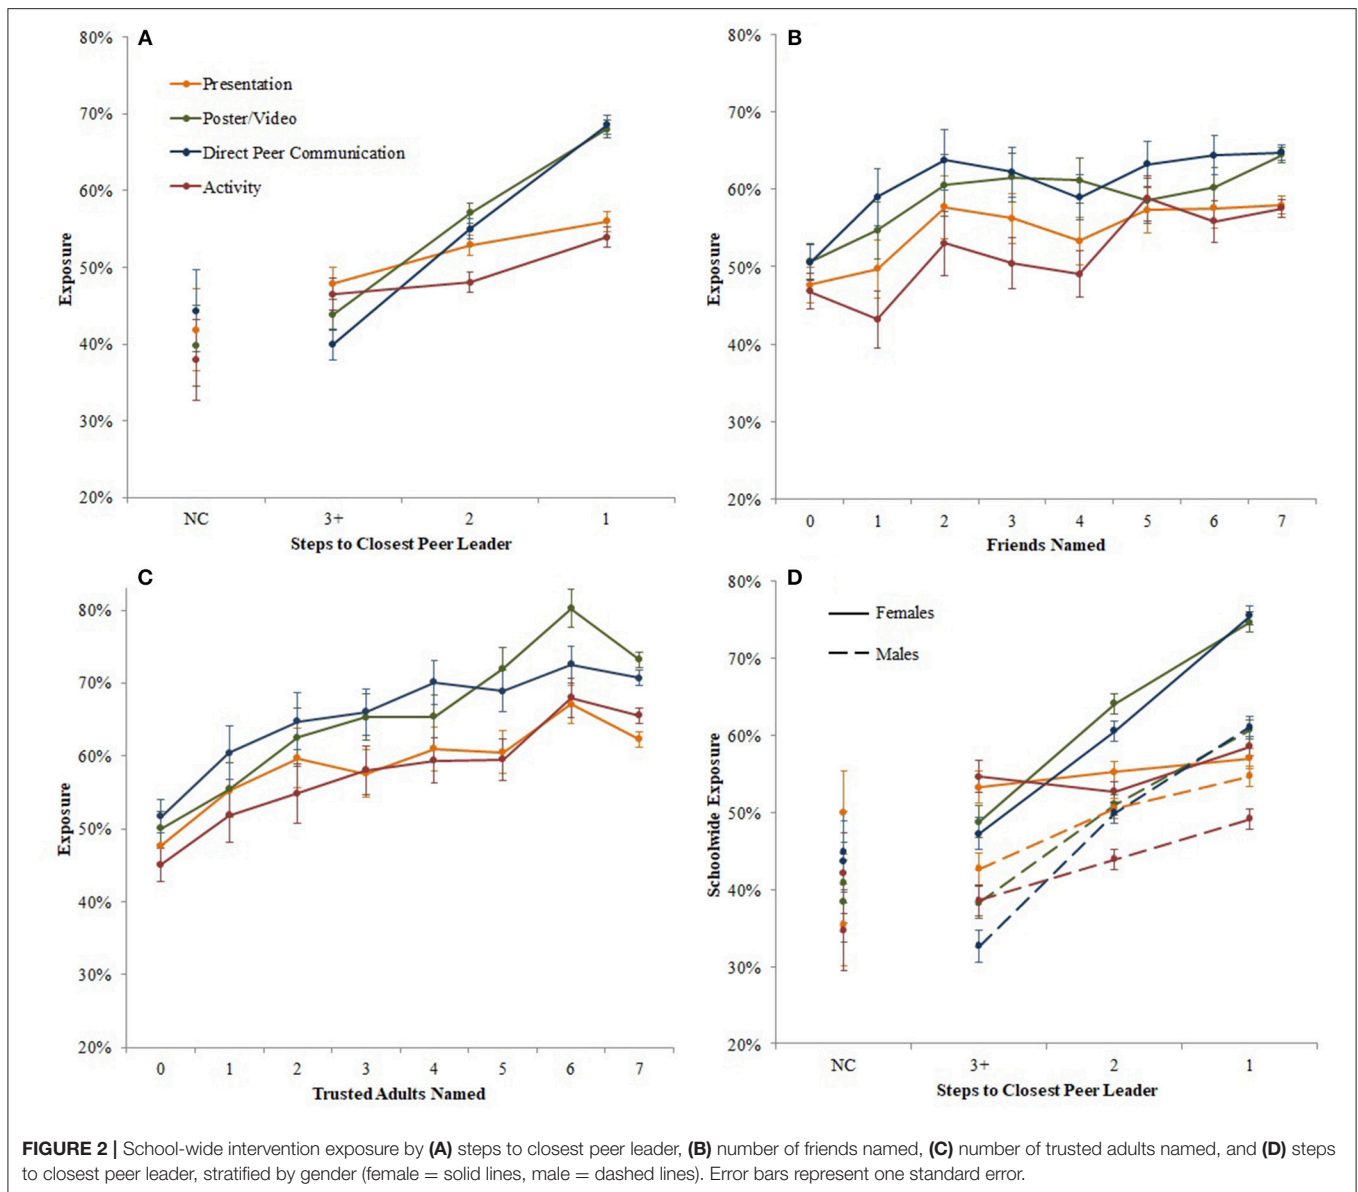 A
80%
70%
60%
50%
40%
30%
20%
Exposure
Presentation
Poster/Video
Direct Peer Communication
Activity
NC 3+ 2 1
Steps to Closest Peer Leader
B
80%
70%
60%
50%
40%
30%
20%
Exposure
0 1 2 3 4 5 6 7
Friends Named
C
80%
70%
60%
50%
40%
30%
20%
Exposure
0 1 2 3 4 5 6 7
Trusted Adults Named
D
80%
70%
60%
50%
40%
30%
20%
Schoolwide Exposure
Females
Males
NC 3+ 2 1
Steps to Closest Peer Leader
FIGURE 2 | School-wide intervention exposure by (A) steps to closest peer leader, (B) number of friends named, (C) number of trusted adults named, and (D) steps
to closest peer leader, stratified by gender (female = solid lines, male = dashed lines). Error bars represent one standard error.